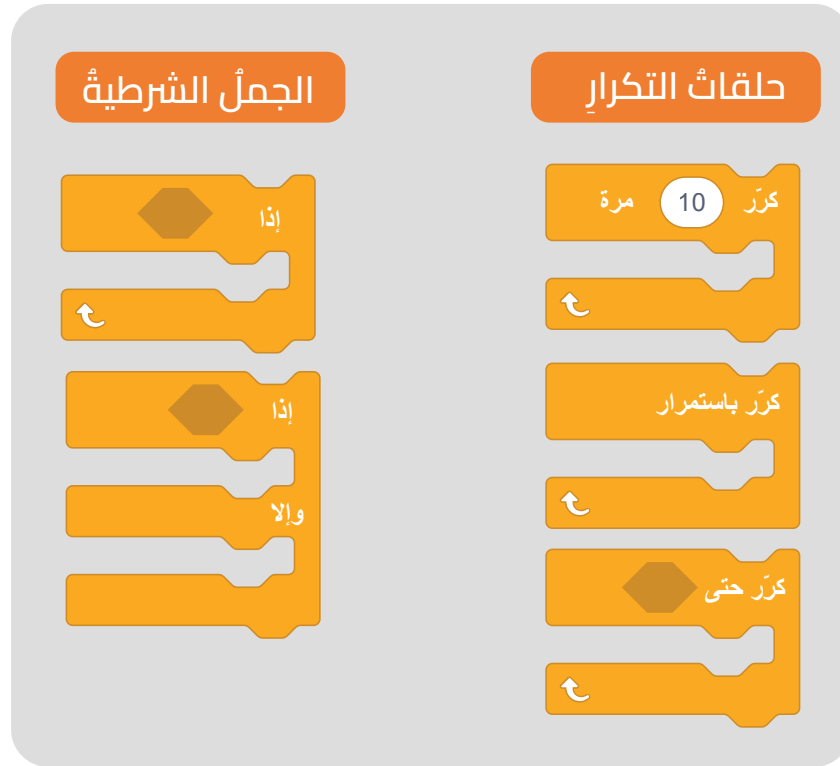 حلقاتُ التكرارِ
كرّر 10 مرة
كرّر باستمرار
كرّر حتى
الجملُ الشرطيةُ
إذا
إذا
وإلا